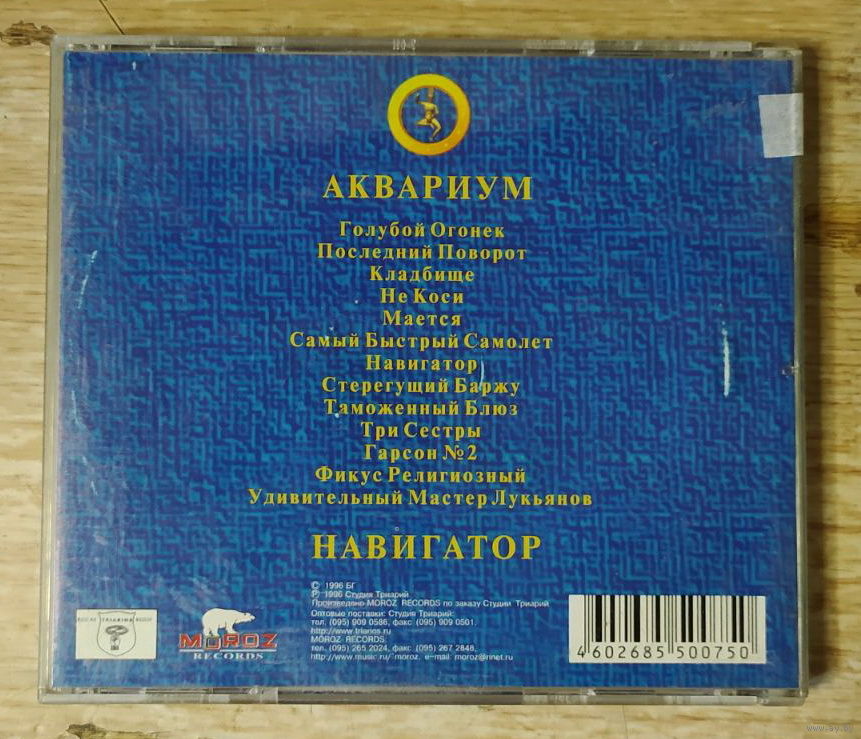 АКВАРИУМ
Голубой Огонек
Последний Поворот
Кладбище
Не Коси
Мается
Самый Быстрый Самолет
Навигатор
Стерегущий Баржу
Таможенный Блюз
Три Сестры
Гарсон №2
Фикус Религиозный
Удивительный Мастер Лукьянов
НАВИГАТОР
© 1996 БГ
℗ 1996 Студия Триарий
Произведено MOROZ RECORDS по заказу Студии Триарий
Оптовые поставки: Студия Триарий:
тел. (095) 909 0586, факс (095) 909 0501.
http://www.triarios.ru
MOROZ RECORDS:
тел. (095) 265 2024, факс (095) 267 2848,
http://www.music.ru/~moroz, e-mail: moroz@rinet.ru
MOROZ
RECORDS
4 602685 500750